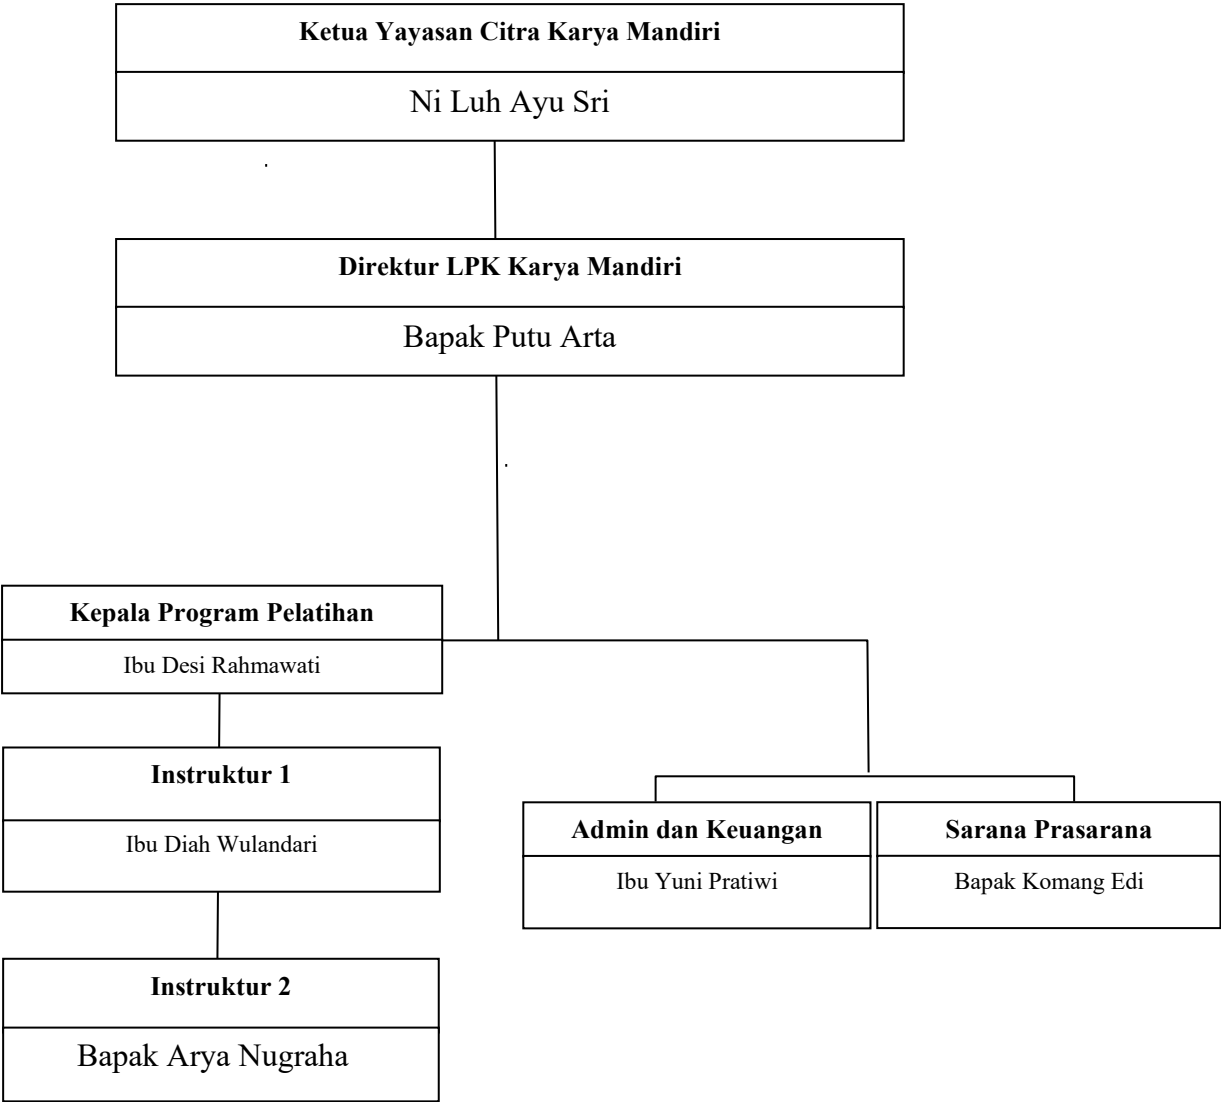 Ketua Yayasan Citra Karya Mandiri
Ni Luh Ayu Sri
Direktur LPK Karya Mandiri
Bapak Putu Arta
Kepala Program Pelatihan
Ibu Desi Rahmawati
Instruktur 1
Ibu Diah Wulandari
Instruktur 2
Bapak Arya Nugraha
Admin dan Keuangan
Ibu Yuni Pratiwi
Sarana Prasarana
Bapak Komang Edi